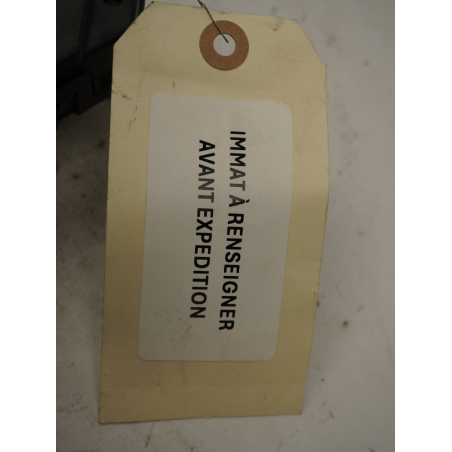 IMMAT À RENSEIGNER
AVANT EXPEDITION